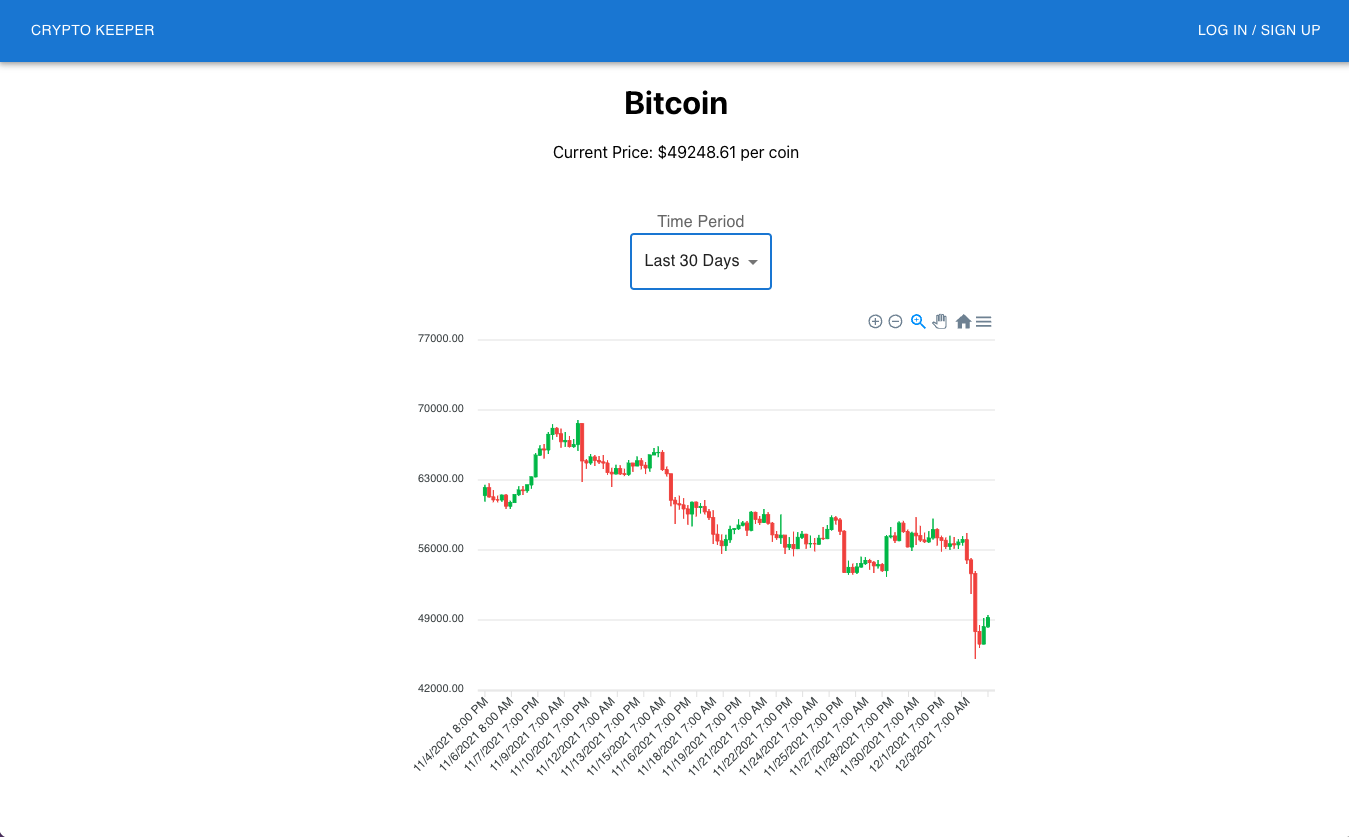 CRYPTO KEEPER
LOG IN / SIGN UP
Bitcoin
Current Price: $49248.61 per coin
Time Period
Last 30 Days
77000.00
70000.00
63000.00
56000.00
49000.00
42000.00
11/4/2021 8:00 PM
11/6/2021 8:00 AM
11/7/2021 7:00 PM
11/9/2021 7:00 AM
11/10/2021 7:00 PM
11/12/2021 7:00 AM
11/13/2021 7:00 PM
11/15/2021 7:00 AM
11/16/2021 7:00 PM
11/18/2021 7:00 AM
11/19/2021 7:00 PM
11/21/2021 7:00 AM
11/22/2021 7:00 PM
11/24/2021 7:00 AM
11/25/2021 7:00 PM
11/27/2021 7:00 AM
11/28/2021 7:00 PM
11/30/2021 7:00 AM
12/1/2021 7:00 PM
12/3/2021 7:00 AM